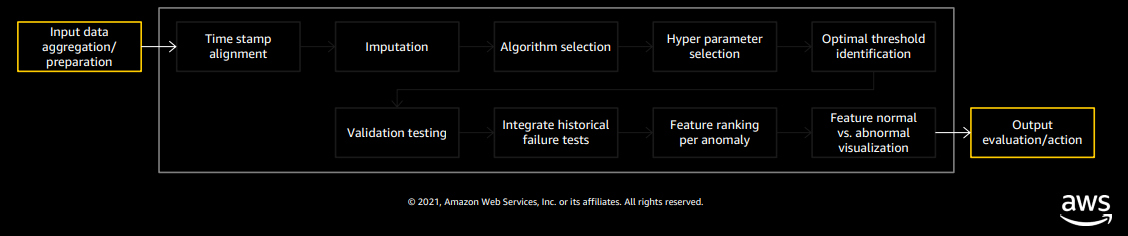 Input data
aggregation/
preparation
Time stamp
alignment
Imputation
Algorithm selection
Hyper parameter
selection
Optimal threshold
identification
Validation testing
Integrate historical
failure tests
Feature ranking
per anomaly
Feature normal
vs. abnormal
visualization
Output
evaluation/action
© 2021, Amazon Web Services, Inc. or its affiliates. All rights reserved.
aws